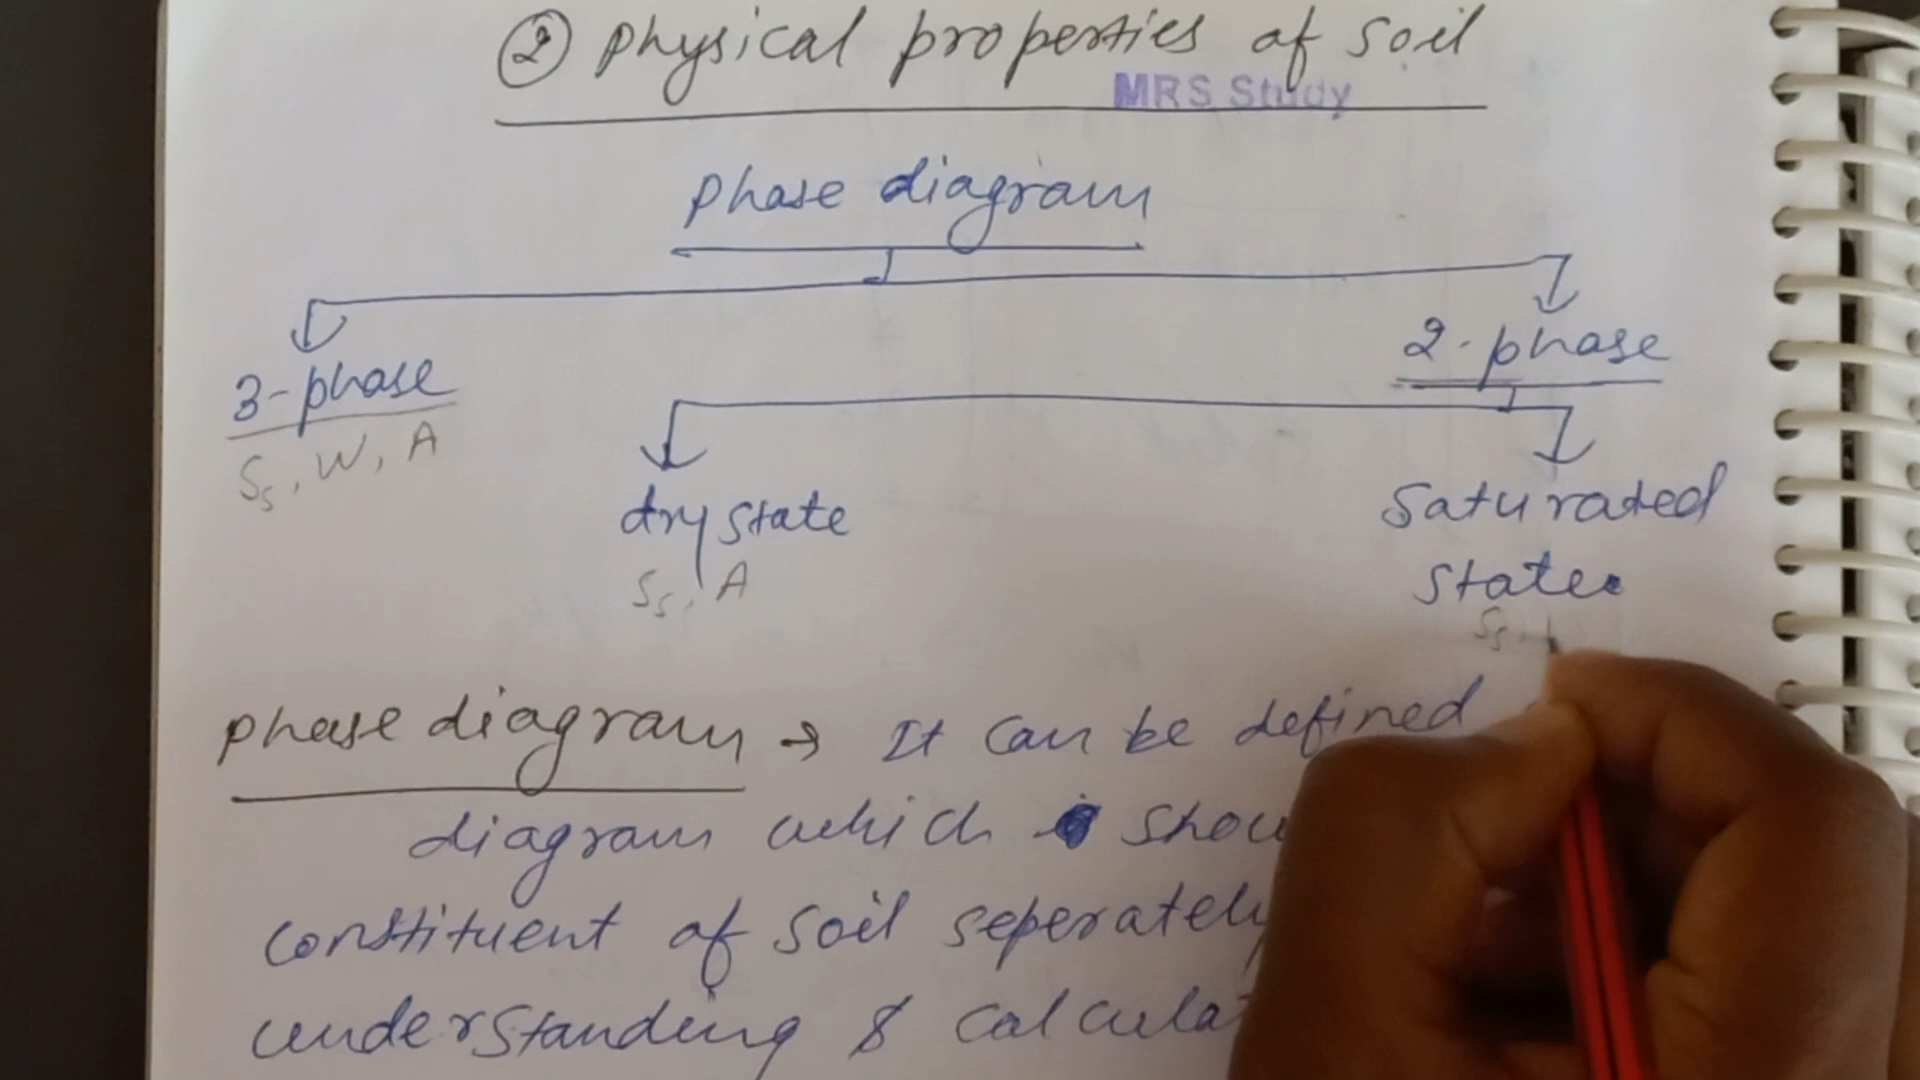 ② physical properties of soil
MRS Study
phase diagram
3-phase
2-phase
Ss, W, A
dry state
saturated
Ss, A
state
Ss,
phase diagram → It can be defined
diagram which show
constituent of soil seperately
understanding & calculat